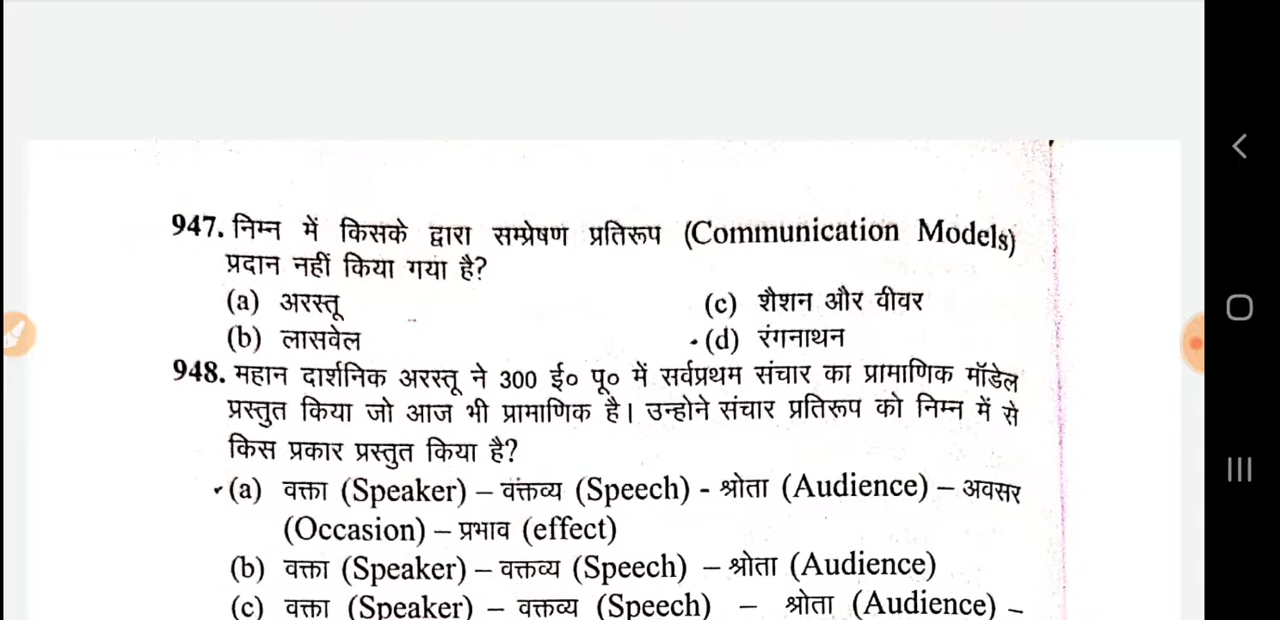 947. निम्न में किसके द्वारा सम्प्रेषण प्रतिरूप (Communication Models)
प्रदान नहीं किया गया है?
(a) अरस्तू (c) शैशन और वीवर
(b) लासवेल (d) रंगनाथन
948. महान दार्शनिक अरस्तू ने 300 ई० पू० में सर्वप्रथम संचार का प्रामाणिक मॉडेल
प्रस्तुत किया जो आज भी प्रामाणिक है। उन्होने संचार प्रतिरूप को निम्न में से
किस प्रकार प्रस्तुत किया है?
(a) वक्ता (Speaker) – वक्तव्य (Speech) - श्रोता (Audience) – अवसर
(Occasion) – प्रभाव (effect)
(b) वक्ता (Speaker) – वक्तव्य (Speech) – श्रोता (Audience)
(c) वक्ता (Speaker) – वक्तव्य (Speech) – श्रोता (Audience) –